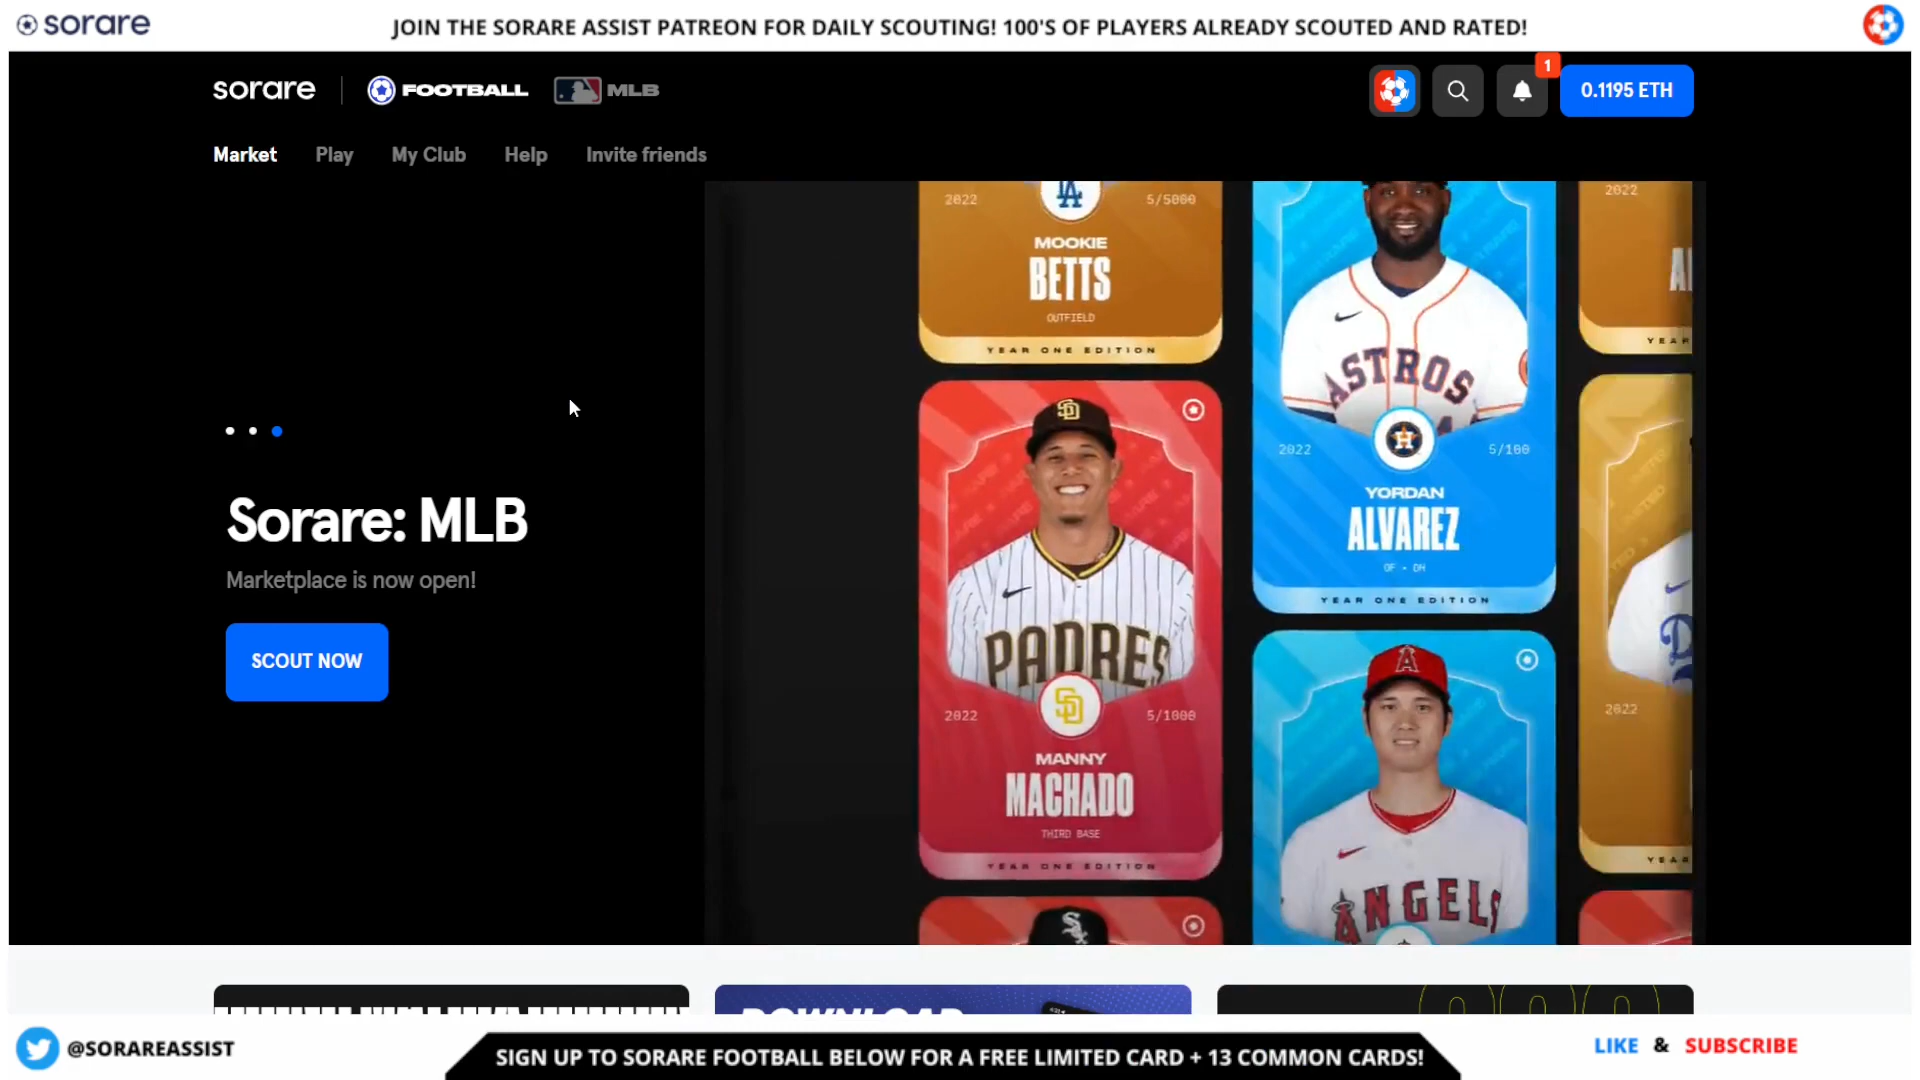 sorare
JOIN THE SORARE ASSIST PATREON FOR DAILY SCOUTING! 100'S OF PLAYERS ALREADY SCOUTED AND RATED!
sorare
FOOTBALL
MLB
1
0.1195 ETH
Market
Play
My Club
Help
Invite friends
2022
LA
5/5000
MOOKIE
BETTS
OUTFIELD
YEAR ONE EDITION
ASTROS
2022
H
5/100
YORDAN
ALVAREZ
OF - DH
YEAR ONE EDITION
2022
Sorare: MLB
Marketplace is now open!
SCOUT NOW
SD
PADRES
2022
SD
5/1000
MANNY
MACHADO
THIRD BASE
YEAR ONE EDITION
A
ANGELS
2022
D
@SORAREASSIST
SIGN UP TO SORARE FOOTBALL BELOW FOR A FREE LIMITED CARD + 13 COMMON CARDS!
LIKE & SUBSCRIBE